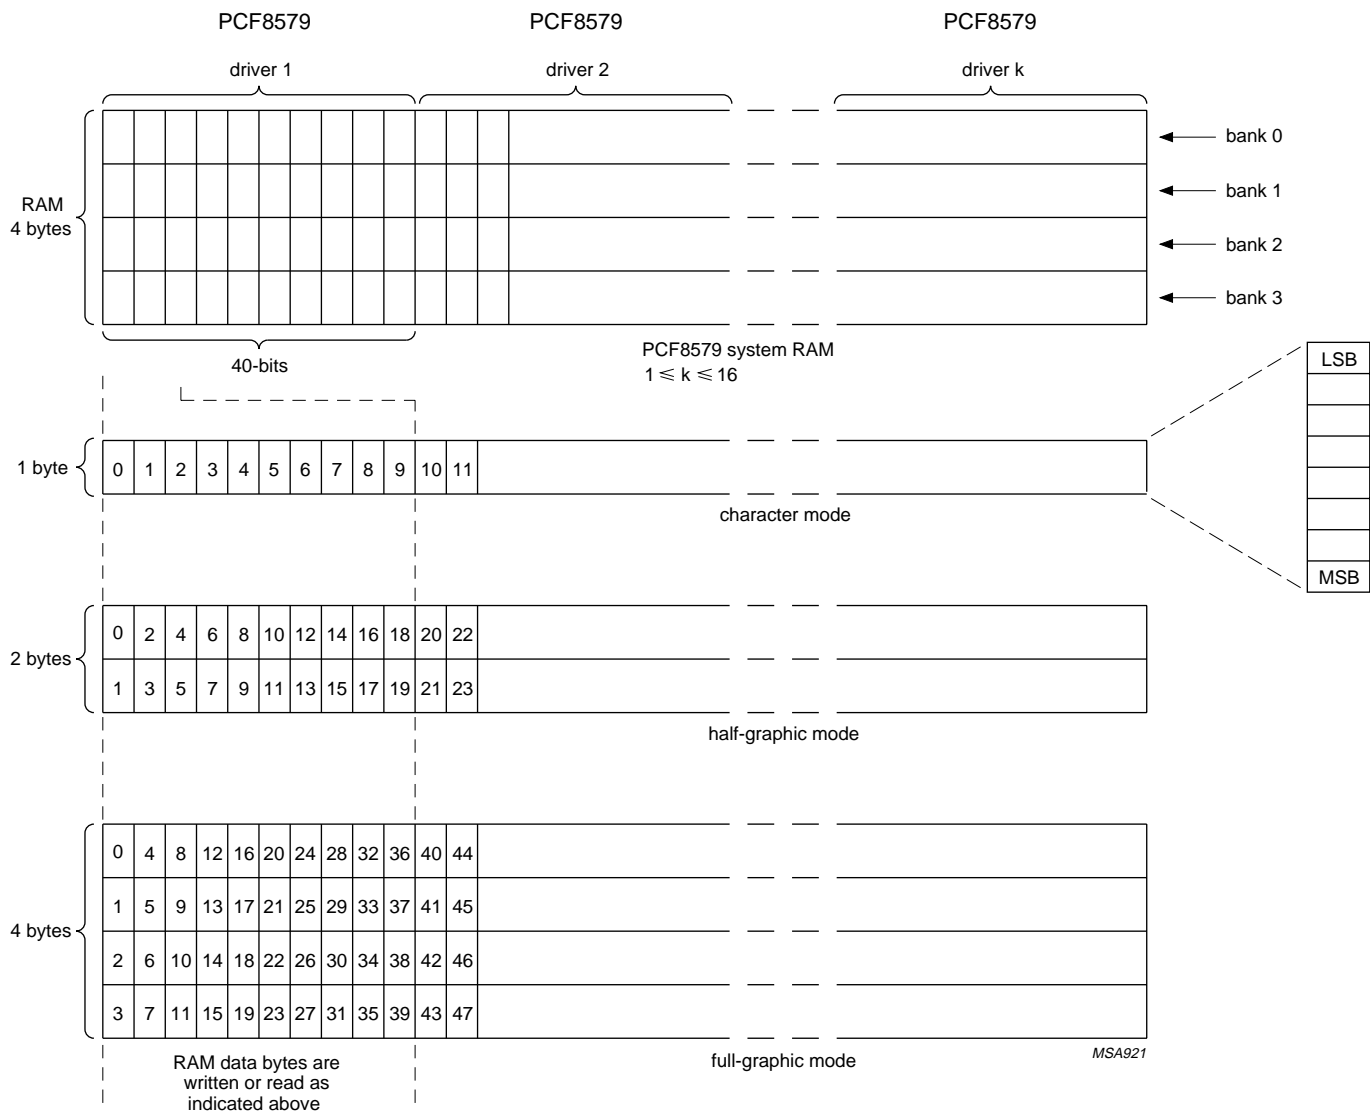 PCF8579 PCF8579 PCF8579
driver 1 driver 2 driver k
bank 0
bank 1
RAM
4 bytes
bank 2
bank 3
40-bits
PCF8579 system RAM
1 ≤ k ≤ 16
LSB
1 byte 0 1 2 3 4 5 6 7 8 9 10 11
character mode
MSB
2 bytes
0 2 4 6 8 10 12 14 16 18 20 22
1 3 5 7 9 11 13 15 17 19 21 23
half-graphic mode
4 bytes
0 4 8 12 16 20 24 28 32 36 40 44
1 5 9 13 17 21 25 29 33 37 41 45
2 6 10 14 18 22 26 30 34 38 42 46
3 7 11 15 19 23 27 31 35 39 43 47
full-graphic mode
MSA921
RAM data bytes are
written or read as
indicated above